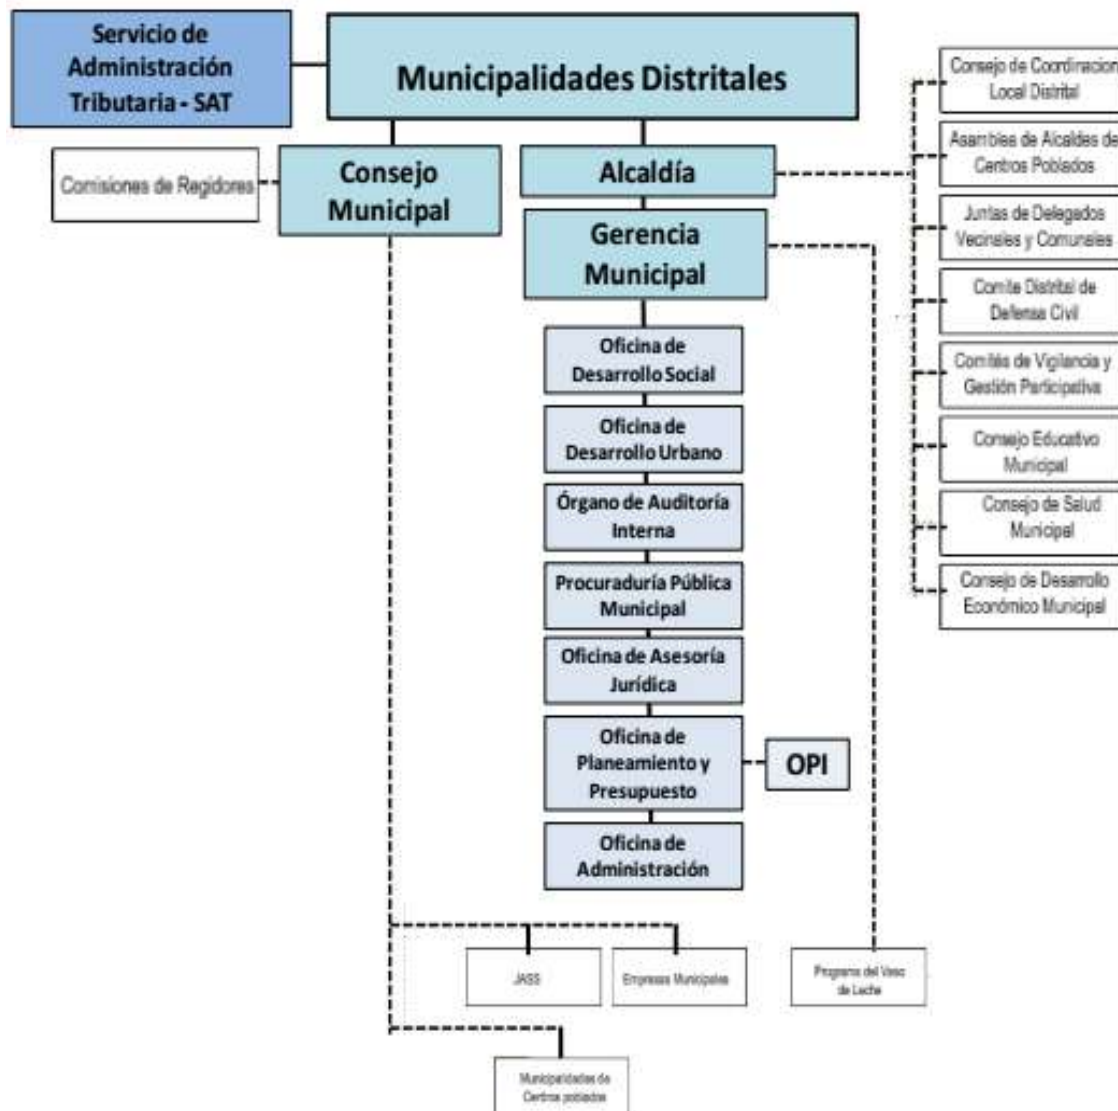 Servicio de
Administración
Tributaria - SAT
Municipalidades Distritales
Comisiones de Regidores
Consejo
Municipal
Alcaldía
Gerencia
Municipal
Oficina de
Desarrollo Social
Oficina de
Desarrollo Urbano
Órgano de Auditoría
Interna
Procuraduría Pública
Municipal
Oficina de Asesoría
Jurídica
Oficina de
Planeamiento y
Presupuesto
OPI
Oficina de
Administración
Consejo de Coordinacion
Local Distrital
Asamblea de Alcaldes de
Centros Poblados
Juntas de Delegados
Vecinales y Comunales
Comite Distrital de
Defensa Civil
Comités de Vigilancia y
Gestión Participativa
Consejo Educativo
Municipal
Consejo de Salud
Municipal
Consejo de Desarrollo
Económico Municipal
JASS
Empresas Municipales
Programa del Vaso
de Leche
Municipalidades de
Centros poblados